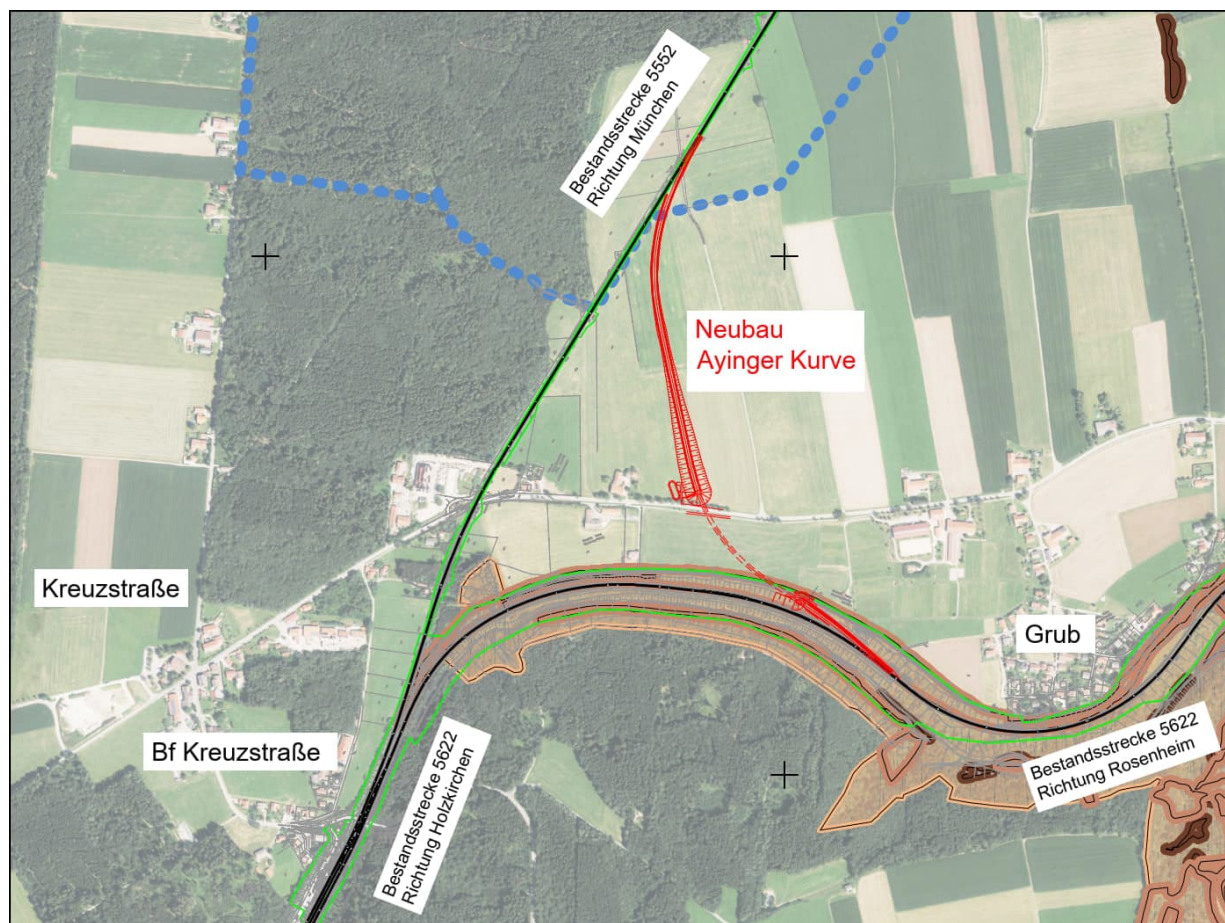 Bestandsstrecke 5552
Richtung München
Neubau
Ayinger Kurve
Kreuzstraße
Grub
Bf Kreuzstraße
Bestandsstrecke 5622
Richtung Holzkirchen
Bestandsstrecke 5622
Richtung Rosenheim